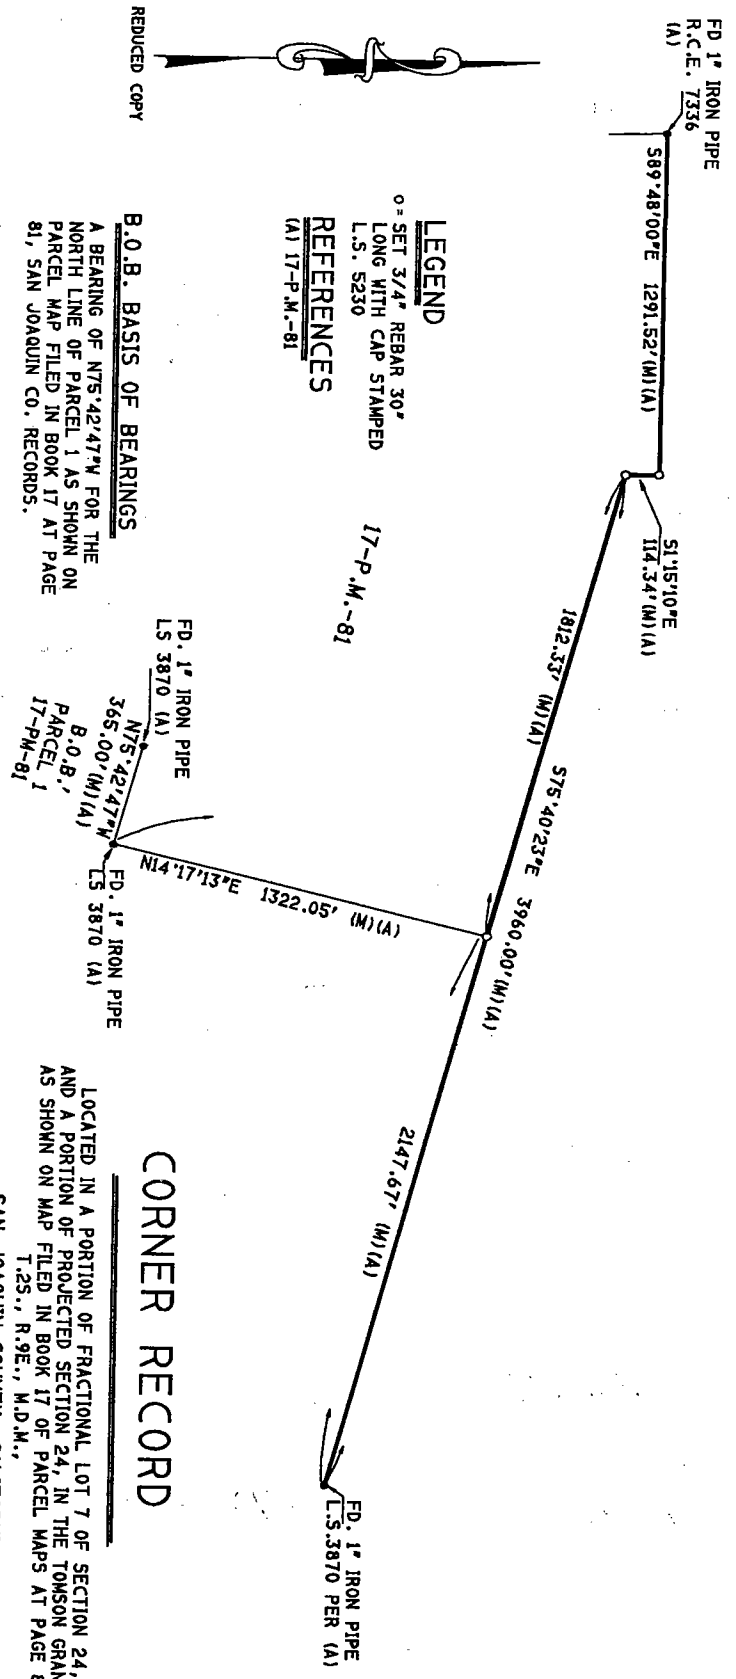 FD 1" IRON PIPE
R.C.E. 7336
(A)
S89°48'00"E 1291.52'(M)(A)
S1°15'10"E
114.34'(M)(A)
1812.33' (M)(A)
S75°40'23"E 3960.00'(M)(A)
2147.67' (M)(A)
FD. 1" IRON PIPE
L.S.3870 PER (A)
N14°17'13"E 1322.05' (M)(A)
LEGEND
o = SET 3/4" REBAR 30"
LONG WITH CAP STAMPED
L.S. 5230
REFERENCES
(A) 17-P.M.-81
17-P.M.-81
FD. 1" IRON PIPE
LS 3870 (A)
N75°42'47"W
365.00'(M)(A)
B.O.B.'
PARCEL 1
17-PM-81
FD. 1" IRON PIPE
LS 3870 (A)
REDUCED COPY
B.O.B. BASIS OF BEARINGS
A BEARING OF N75°42'47"W FOR THE
NORTH LINE OF PARCEL 1 AS SHOWN ON
PARCEL MAP FILED IN BOOK 17 AT PAGE
81, SAN JOAQUIN CO. RECORDS.
CORNER RECORD
LOCATED IN A PORTION OF FRACTIONAL LOT 7 OF SECTION 24,
AND A PORTION OF PROJECTED SECTION 24, IN THE TOMSON GRAN
AS SHOWN ON MAP FILED IN BOOK 17 OF PARCEL MAPS AT PAGE 8
T.2S., R.9E., M.D.M.,